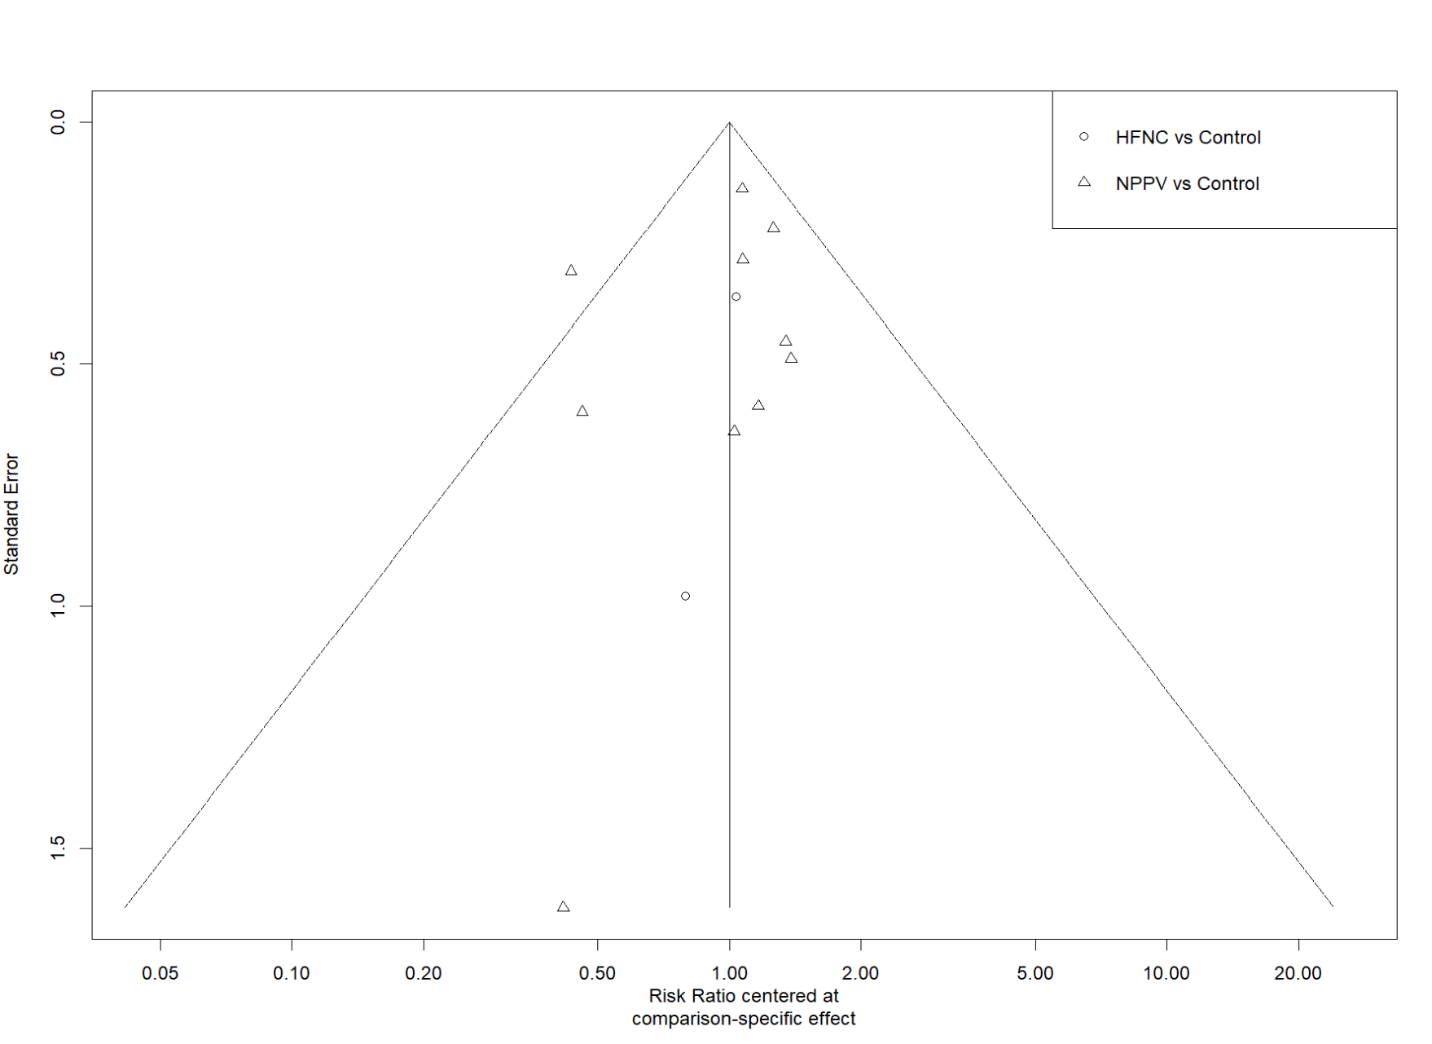 HFNC vs Control
NPPV vs Control
Standard Error
0.0
0.5
1.0
1.5
0.05 0.10 0.20 0.50 1.00 2.00 5.00 10.00 20.00
Risk Ratio centered at
comparison-specific effect